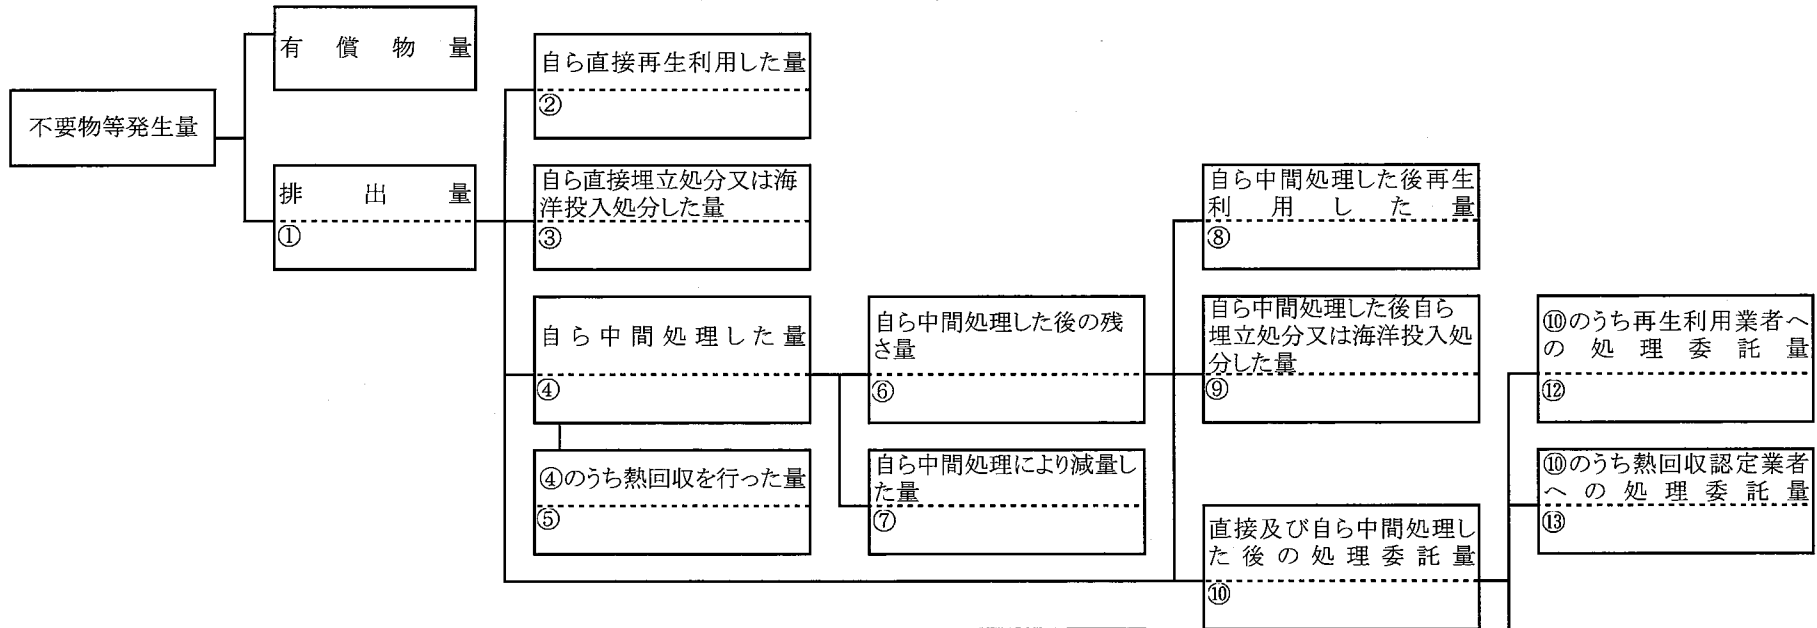 有償物量
不要物等発生量
排出量
①
自ら直接再生利用した量
②
自ら直接埋立処分又は海
洋投入処分した量
③
自ら中間処理した量
④
④のうち熱回収を行った量
⑤
自ら中間処理した後の残
さ量
⑥
自ら中間処理により減量し
た量
⑦
自ら中間処理した後再生
利用した量
⑧
自ら中間処理した後自ら
埋立処分又は海洋投入処
分した量
⑨
直接及び自ら中間処理し
た後の処理委託量
⑩
⑩のうち再生利用業者へ
の処理委託量
⑫
⑩のうち熱回収認定業者
への処理委託量
⑬